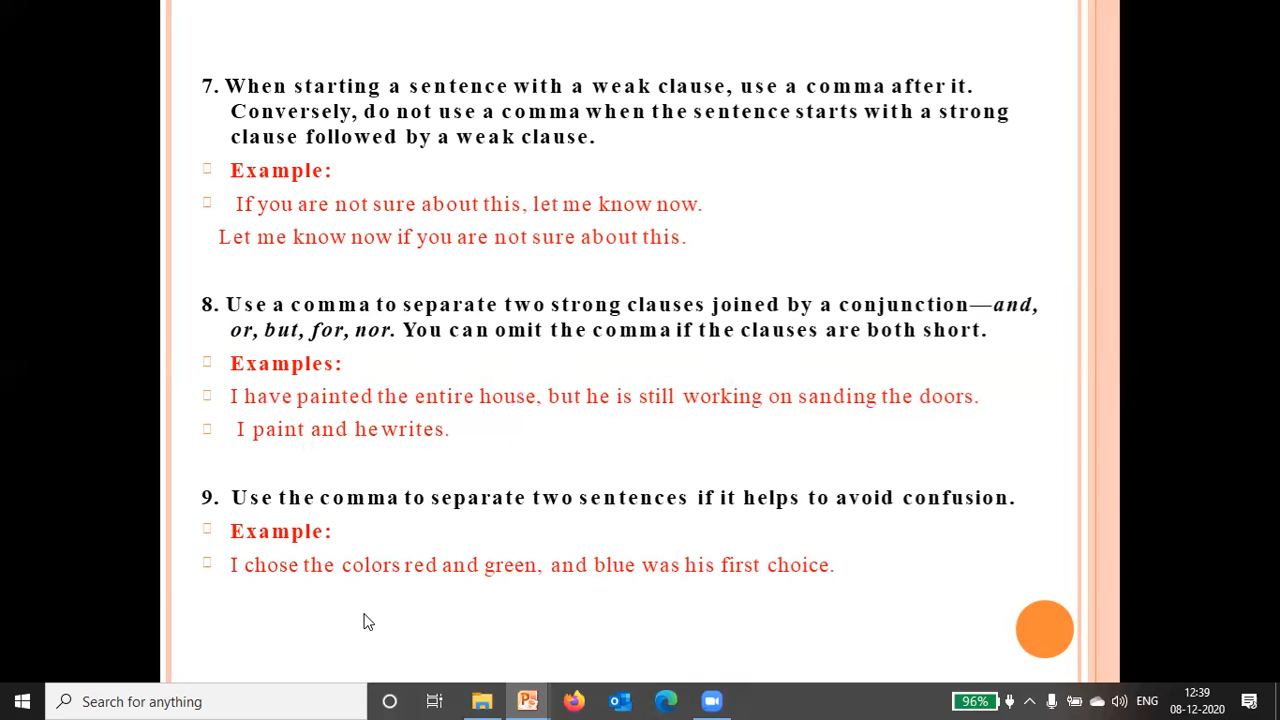 7. When starting a sentence with a weak clause, use a comma after it.
Conversely, do not use a comma when the sentence starts with a strong
clause followed by a weak clause.
Example:
If you are not sure about this, let me know now.
Let me know now if you are not sure about this.
8. Use a comma to separate two strong clauses joined by a conjunction—and,
or, but, for, nor. You can omit the comma if the clauses are both short.
Examples:
I have painted the entire house, but he is still working on sanding the doors.
I paint and he writes.
9. Use the comma to separate two sentences if it helps to avoid confusion.
Example:
I chose the colors red and green, and blue was his first choice.
Search for anything
96%
ENG
12:39
08-12-2020